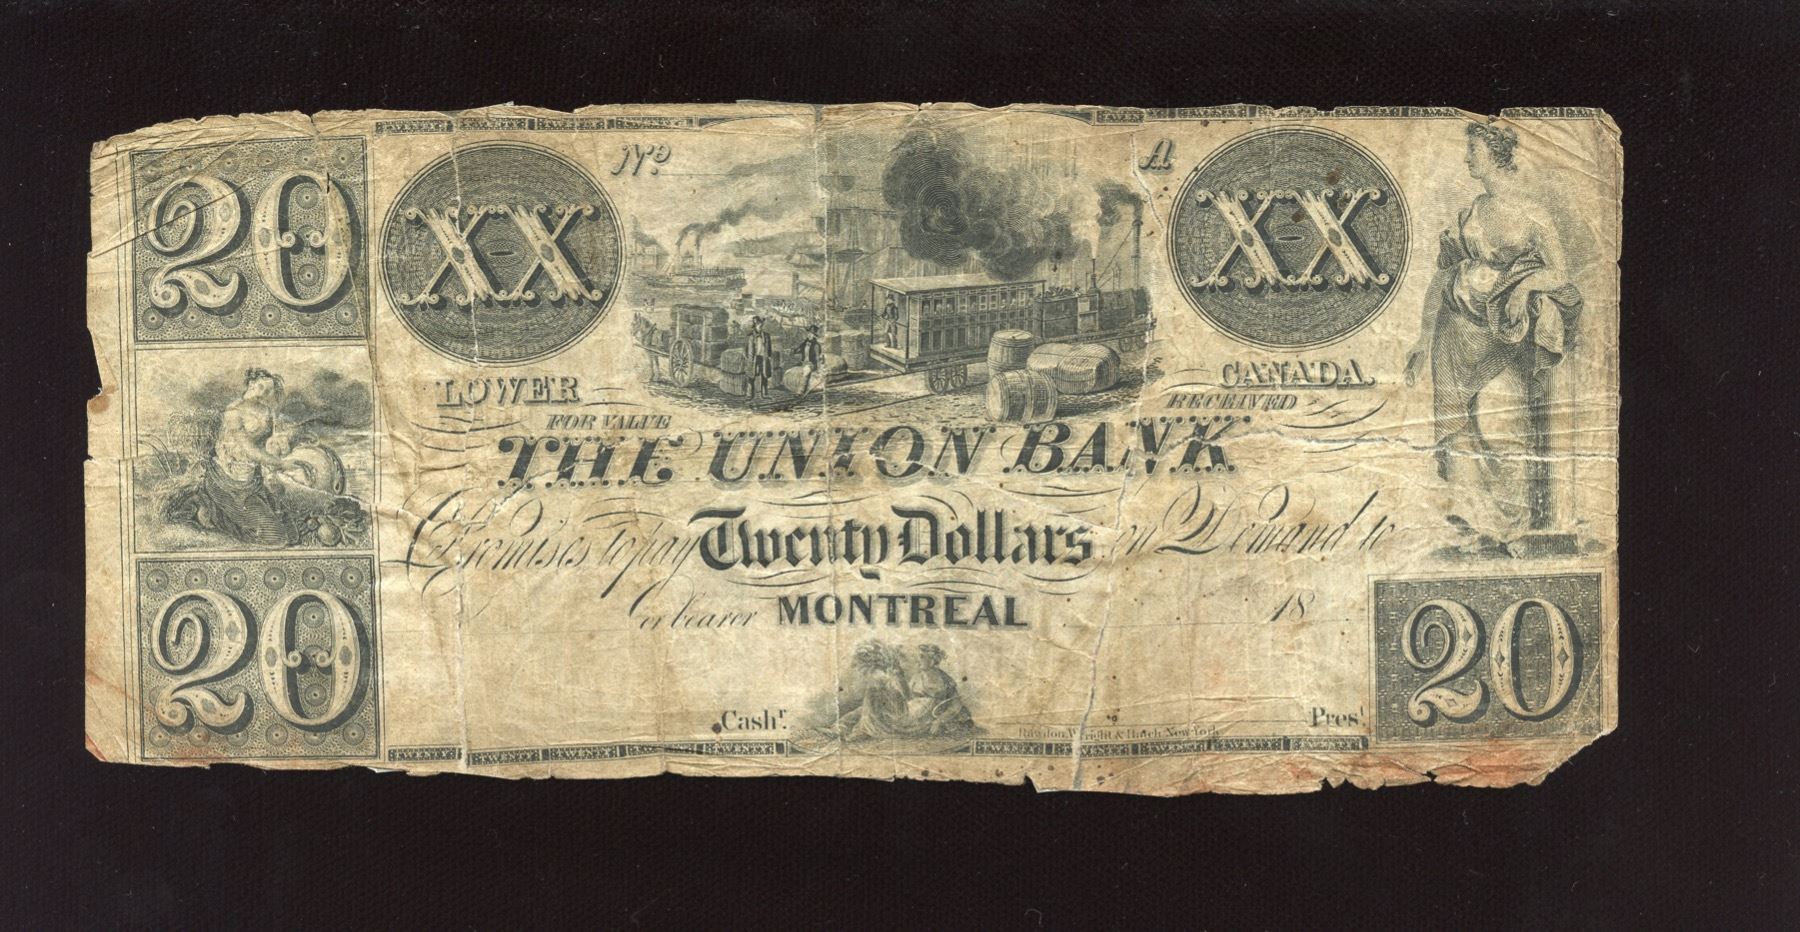 20 XX Nº A XX
LOWER CANADA.
FOR VALUE RECEIVED
THE UNION BANK
Promises to pay Twenty Dollars on Demand to
or bearer MONTREAL 18
20 20
Cashr. Prest
Rawdon, Wright & Hatch New-York